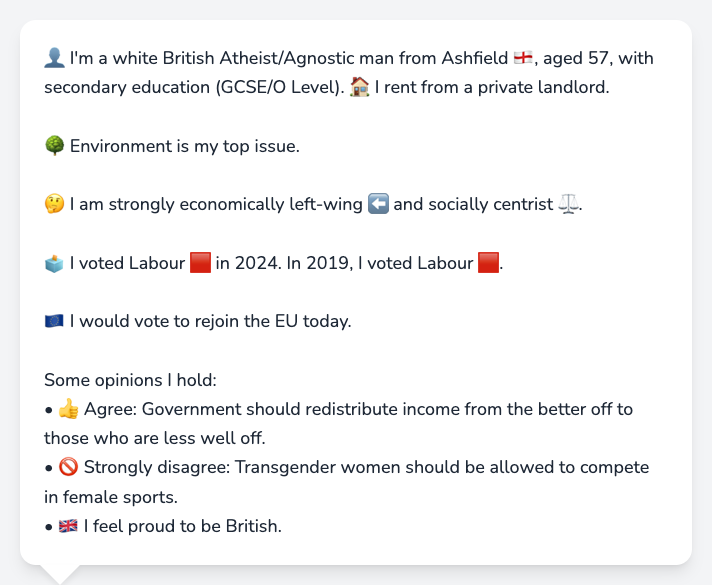 👤 I'm a white British Atheist/Agnostic man from Ashfield 🏴󠁧󠁢󠁥󠁮󠁧󠁿, aged 57, with
secondary education (GCSE/O Level). 🏠 I rent from a private landlord.
🌳 Environment is my top issue.
🤔 I am strongly economically left-wing ⬅️ and socially centrist ⚖️.
🗳️ I voted Labour 🟥 in 2024. In 2019, I voted Labour 🟥.
🇪🇺 I would vote to rejoin the EU today.
Some opinions I hold:
• 👍 Agree: Government should redistribute income from the better off to
those who are less well off.
• 🚫 Strongly disagree: Transgender women should be allowed to compete
in female sports.
• 🇬🇧 I feel proud to be British.